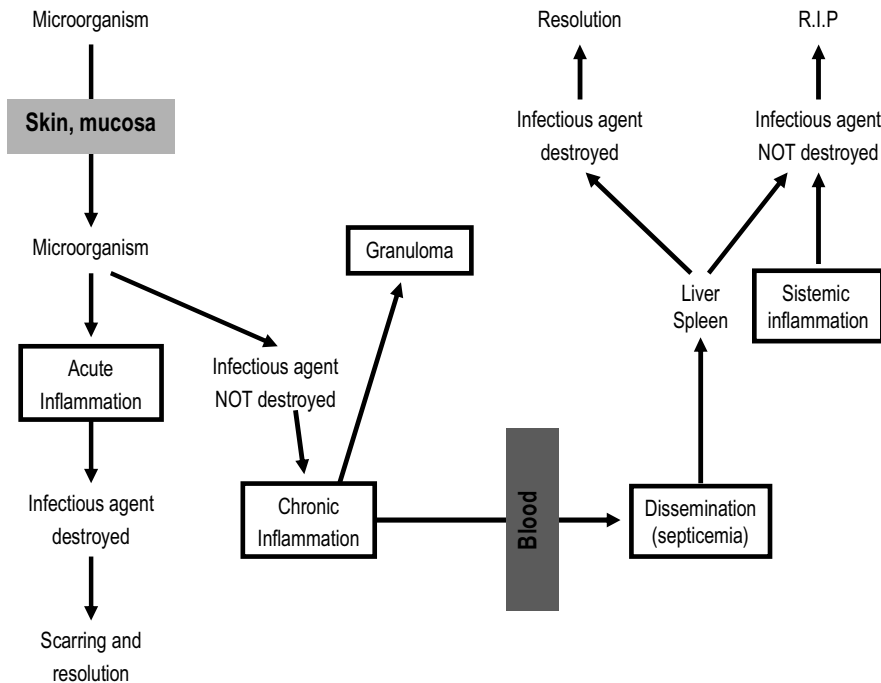 Microorganism
Skin, mucosa
Microorganism
Acute
Inflammation
Infectious agent
destroyed
Scarring and
resolution
Infectious agent
NOT destroyed
Chronic
Inflammation
Granuloma
Blood
Dissemination
(septicemia)
Liver
Spleen
Infectious agent
destroyed
Resolution
Infectious agent
NOT destroyed
R.I.P
Sistemic
inflammation